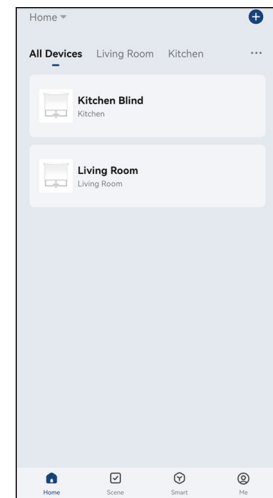 Home
All Devices Living Room Kitchen ...
Kitchen Blind
Kitchen
Living Room
Living Room
Home Scene Smart Me